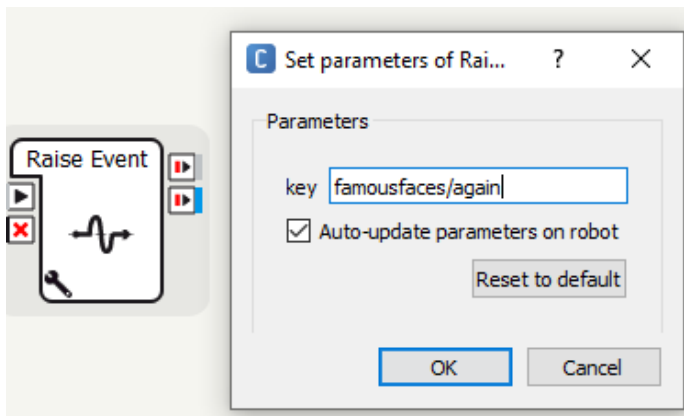 C Set parameters of Rai... ?
Parameters
Raise Event
key famousfaces/again
Auto-update parameters on robot
Reset to default
OK Cancel